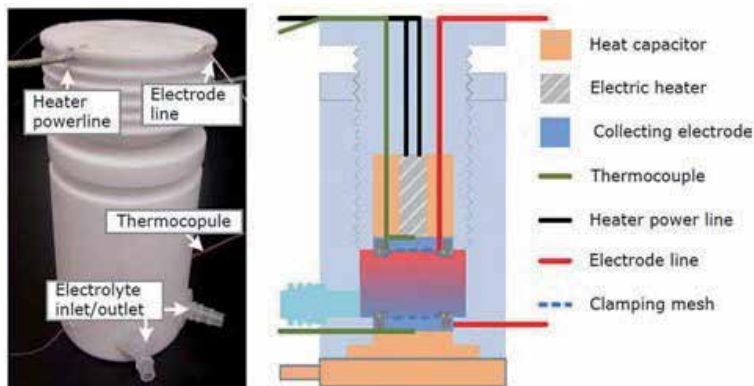 Heater
powerline
Electrode
line
Thermocopule
Electrolyte
inlet/outlet
Heat capacitor
Electric heater
Collecting electrode
Thermocouple
Heater power line
Electrode line
Clamping mesh